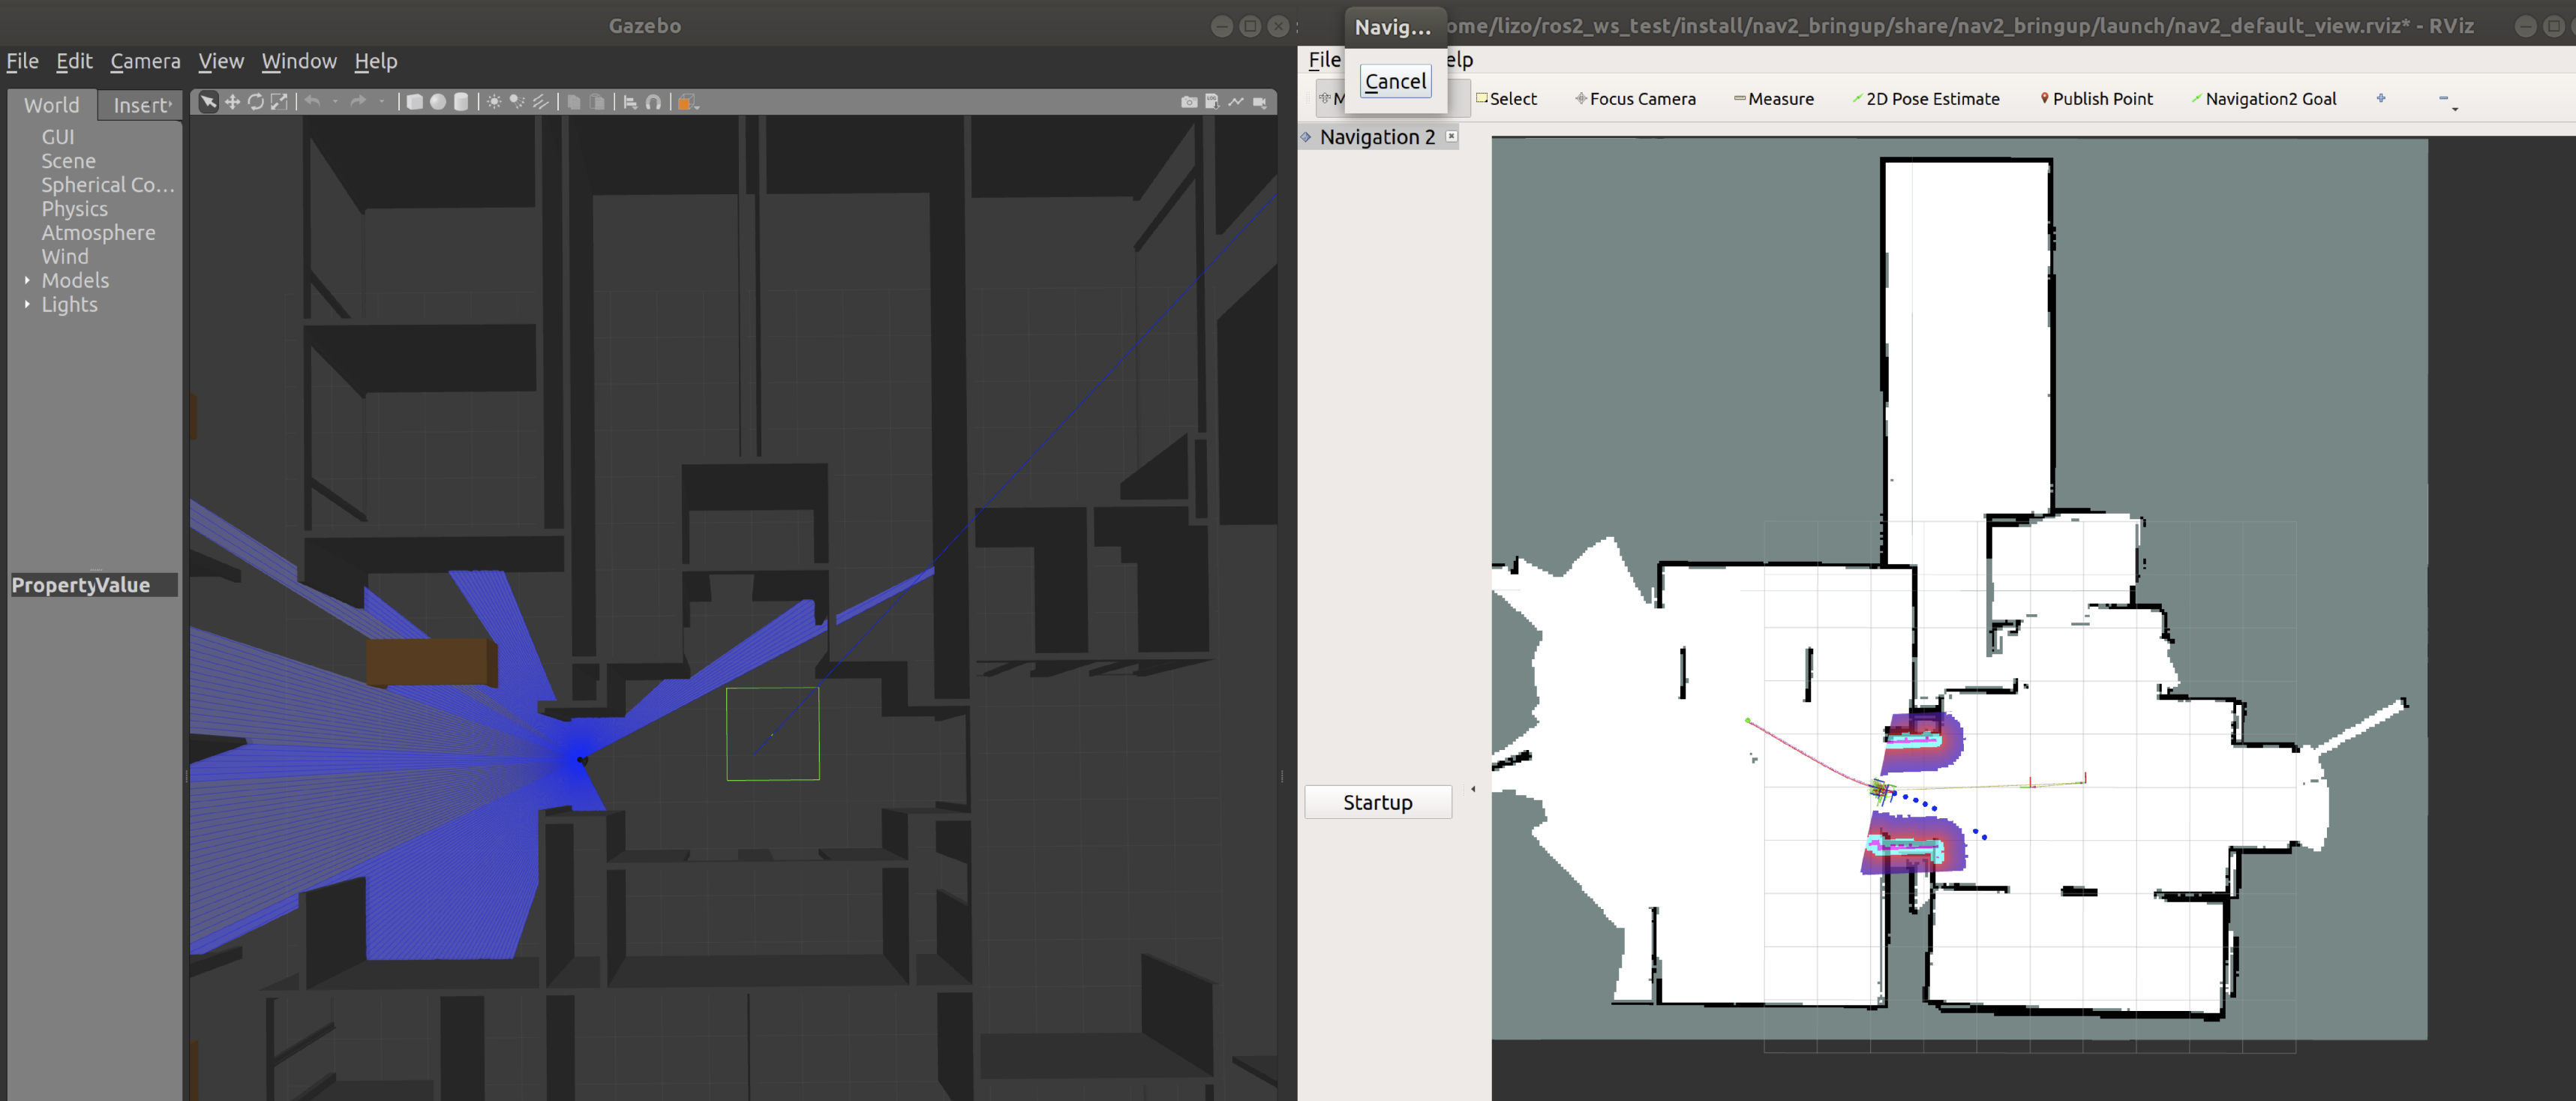 Gazebo
File Edit Camera View Window Help
World Insert
GUI
Scene
Spherical Co...
Physics
Atmosphere
Wind
Models
Lights
PropertyValue
Navig...
ome/lizo/ros2_ws_test/install/nav2_bringup/share/nav2_bringup/launch/nav2_default_view.rviz* - RViz
File elp
Cancel
M Select Focus Camera Measure 2D Pose Estimate Publish Point Navigation2 Goal
Navigation 2
Startup